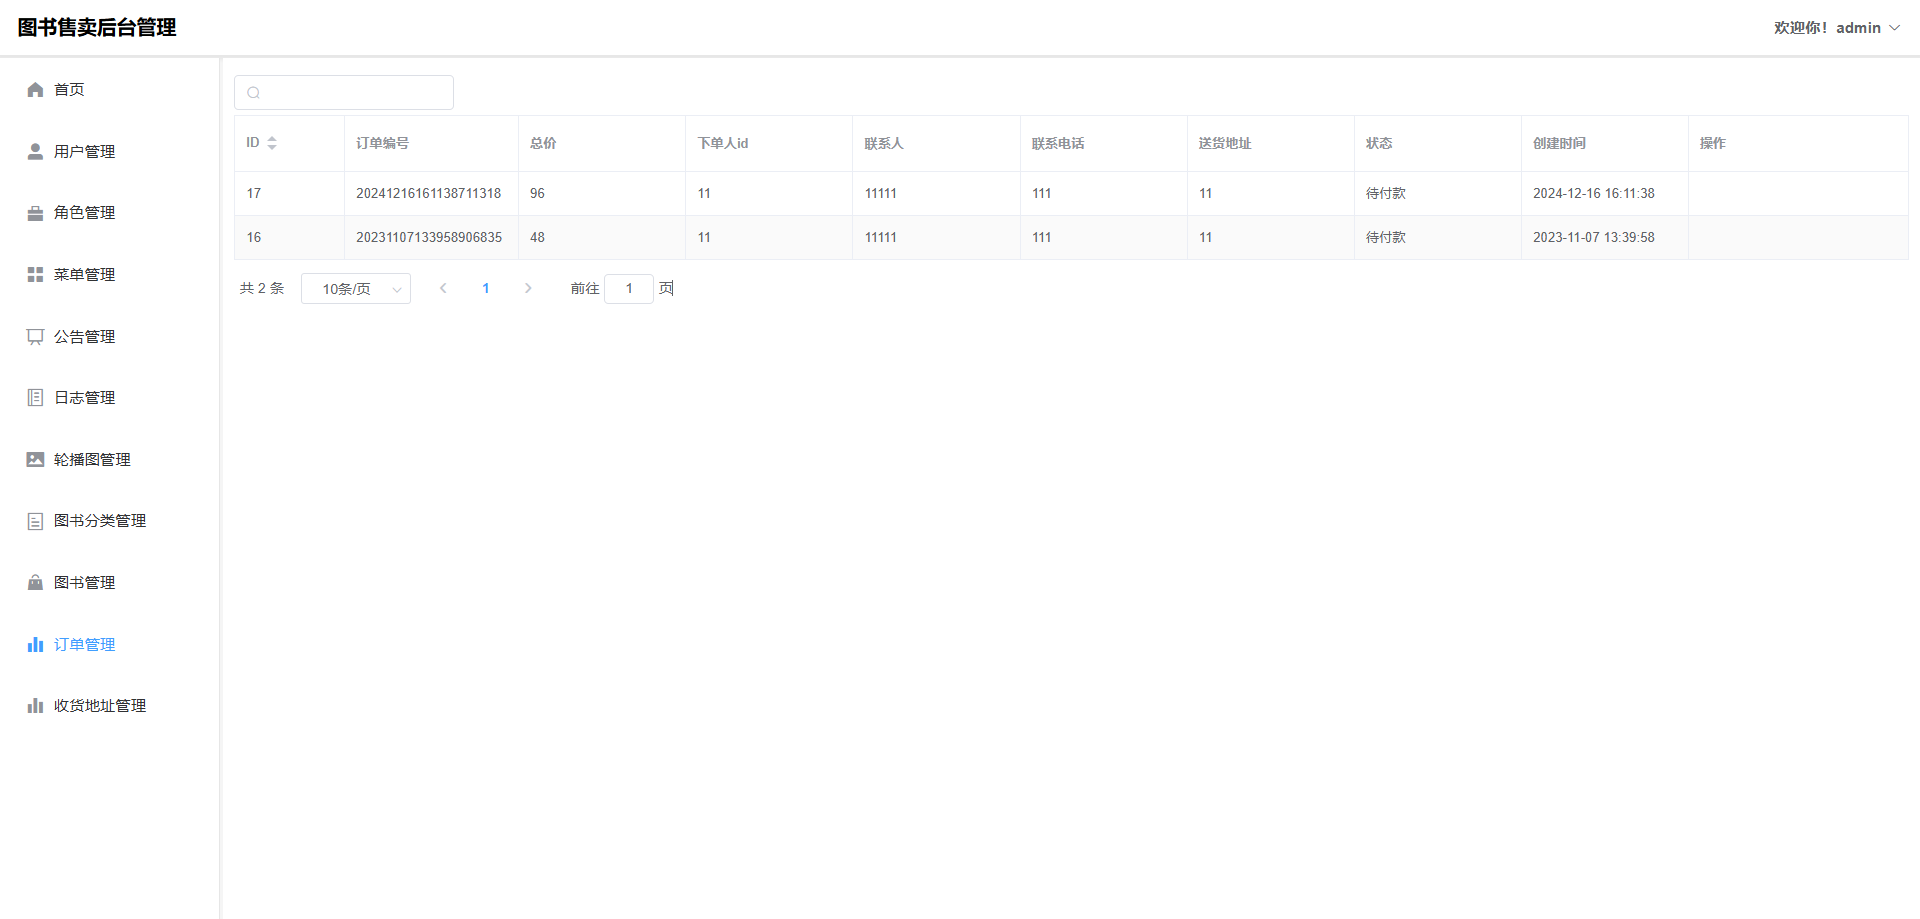 图书售卖后台管理
欢迎你！admin
首页
用户管理
角色管理
菜单管理
公告管理
日志管理
轮播图管理
图书分类管理
图书管理
订单管理
收货地址管理
ID 订单编号 总价 下单人id 联系人 联系电话 送货地址 状态 创建时间 操作
17 20241216161138711318 96 11 11111 111 11 待付款 2024-12-16 16:11:38
16 20231107133958906835 48 11 11111 111 11 待付款 2023-11-07 13:39:58
共 2 条 10条/页 1 前往 1 页